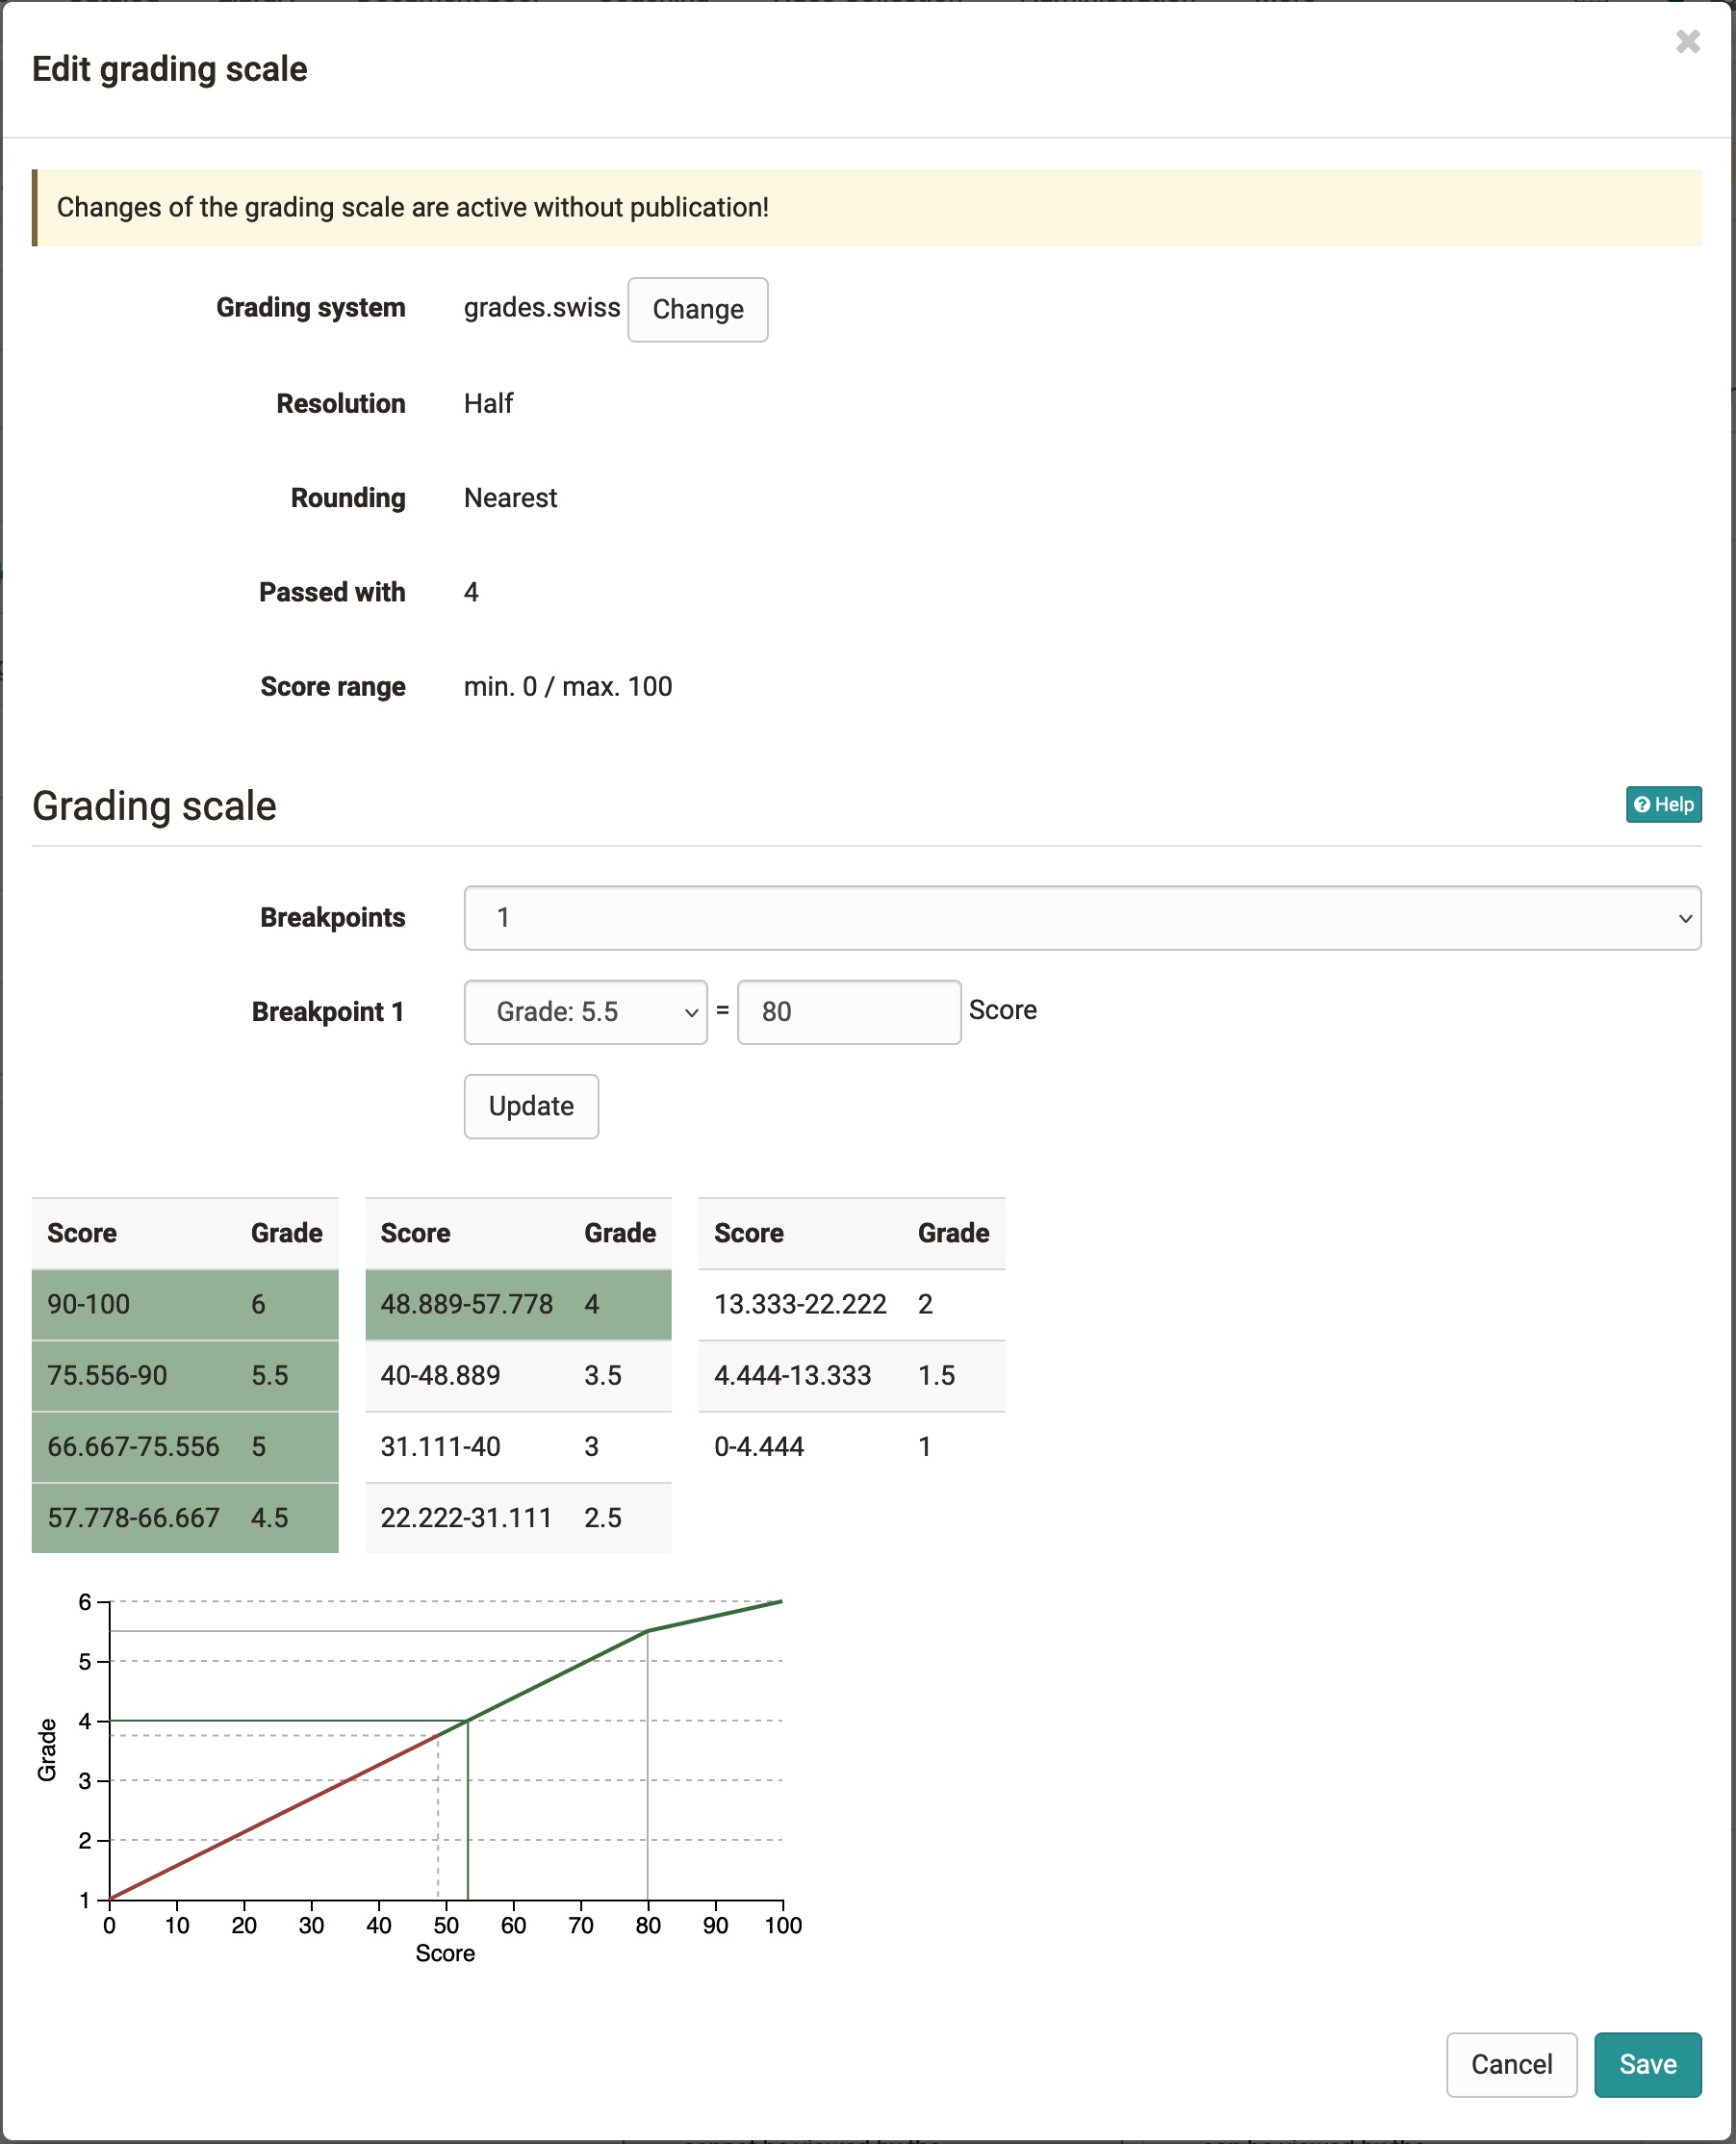 Edit grading scale
Changes of the grading scale are active without publication!
Grading system grades.swiss Change
Resolution Half
Rounding Nearest
Passed with 4
Score range min. 0 / max. 100
Grading scale
Help
Breakpoints 1
Breakpoint 1 Grade: 5.5 = 80 Score
Update
Score Grade Score Grade Score Grade
90-100 6 48.889-57.778 4 13.333-22.222 2
75.556-90 5.5 40-48.889 3.5 4.444-13.333 1.5
66.667-75.556 5 31.111-40 3 0-4.444 1
57.778-66.667 4.5 22.222-31.111 2.5
6
5
4
3
2
1
Grade
0 10 20 30 40 50 60 70 80 90 100
Score
Cancel Save